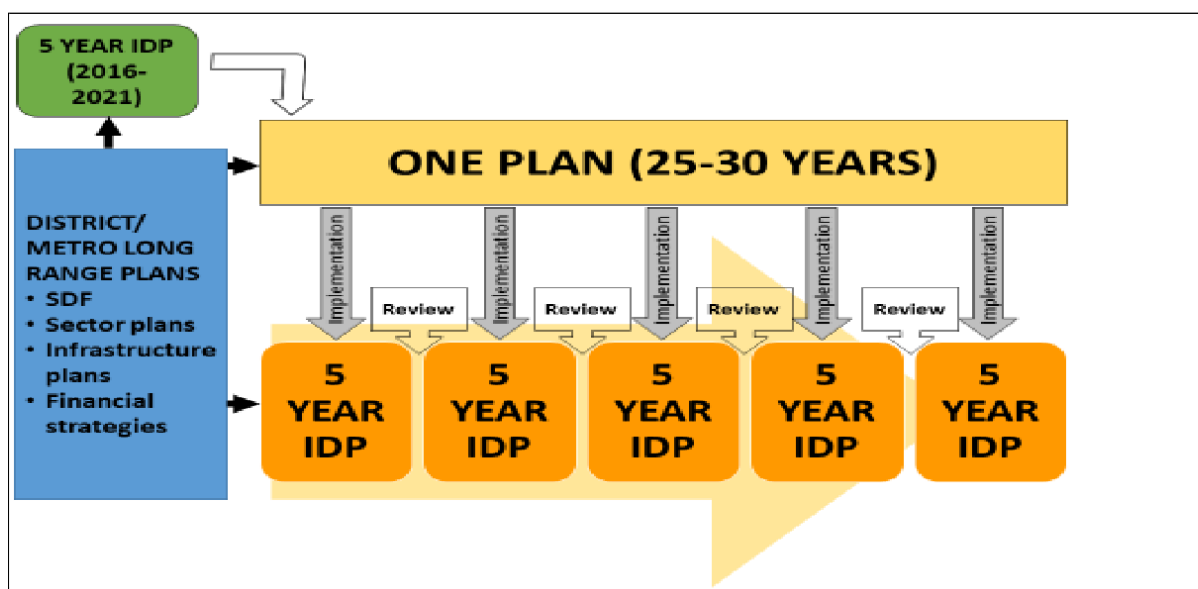 5 YEAR IDP
(2016-
2021)
ONE PLAN (25-30 YEARS)
DISTRICT/
METRO LONG
RANGE PLANS
• SDF
• Sector plans
• Infrastructure
plans
• Financial
strategies
Implementation
Implementation
Implementation
Implementation
Implementation
Review
Review
Review
Review
5
YEAR
IDP
5
YEAR
IDP
5
YEAR
IDP
5
YEAR
IDP
5
YEAR
IDP